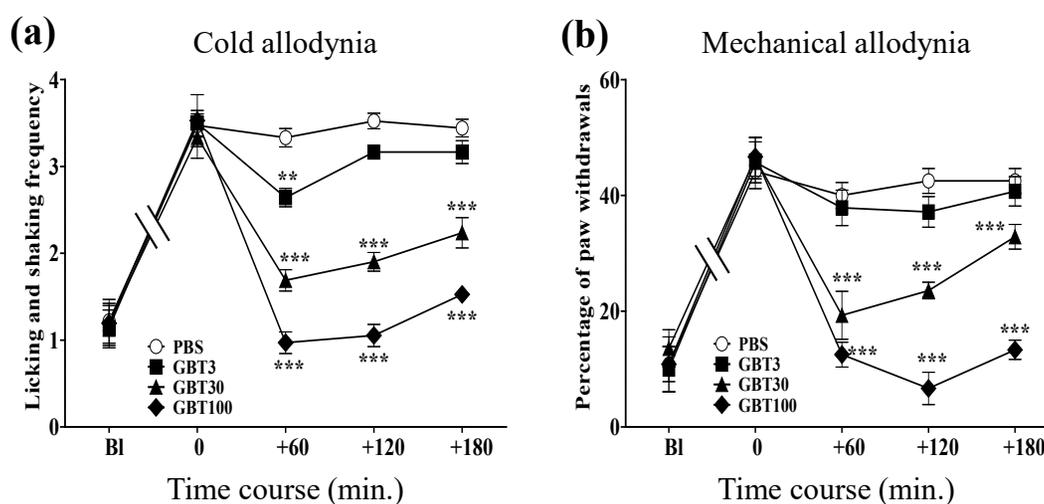 (a)
Cold allodynia
Licking and shaking frequency
4
3
2
1
0
**
***
***
***
***
***
***
PBS
GBT3
GBT30
GBT100
Bl
0
+60
+120
+180
Time course (min.)
(b)
Mechanical allodynia
Percentage of paw withdrawals
60
40
20
0
***
***
***
***
***
***
PBS
GBT3
GBT30
GBT100
Bl
0
+60
+120
+180
Time course (min.)